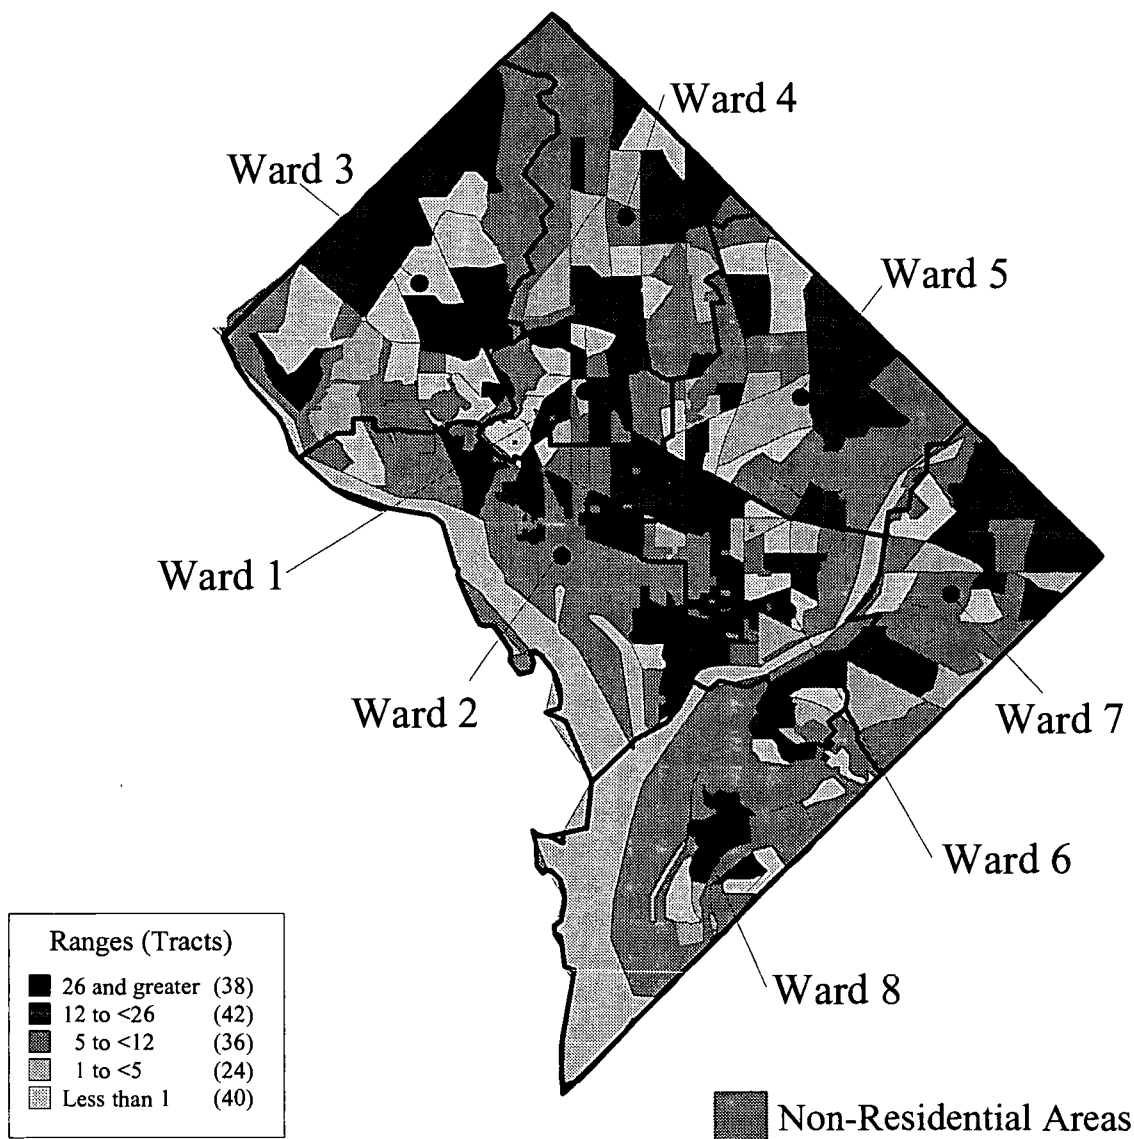 Ward 4
Ward 3
Ward 5
Ward 1
Ward 2
Ward 7
Ward 6
Ward 8
Ranges (Tracts)
26 and greater (38)
12 to <26 (42)
5 to <12 (36)
1 to <5 (24)
Less than 1 (40)
Non-Residential Areas